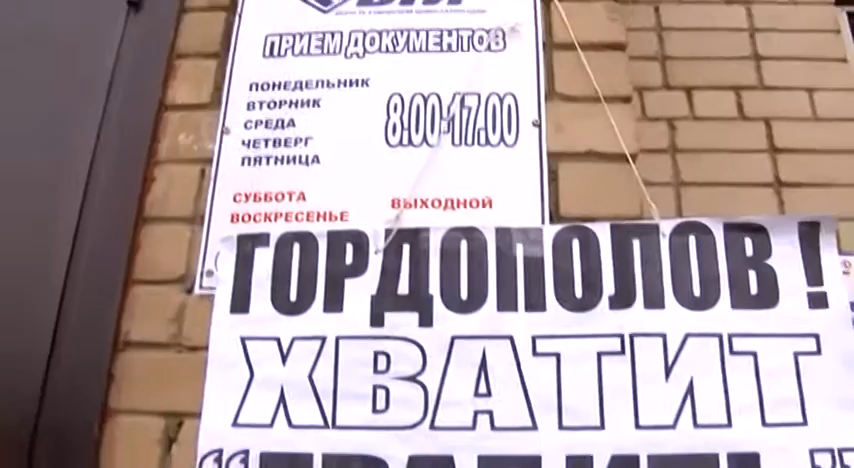 ПРИЕМ ДОКУМЕНТОВ
ПОНЕДЕЛЬНИК
ВТОРНИК
СРЕДА
ЧЕТВЕРГ
ПЯТНИЦА
8.00-17.00
СУББОТА
ВОСКРЕСЕНЬЕ
ВЫХОДНОЙ
ГОРДОПОЛОВ!
ХВАТИТ